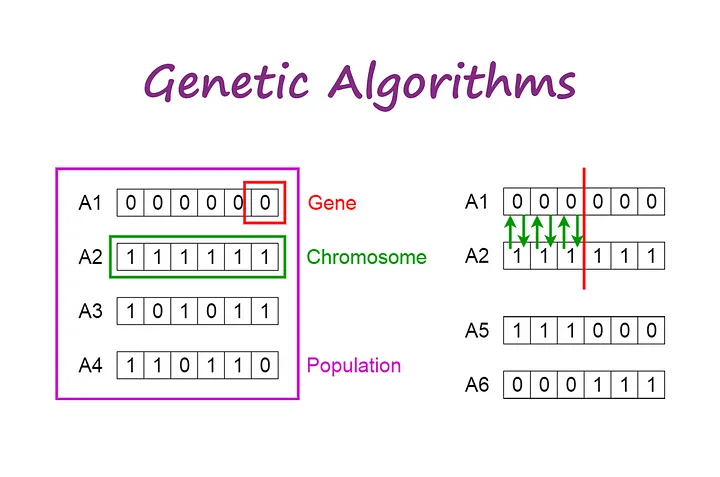 Genetic Algorithms
A1 0 0 0 0 0 0 Gene
A2 1 1 1 1 1 1 Chromosome
A3 1 0 1 0 1 1
A4 1 1 0 1 1 0 Population
A1 0 0 0 0 0 0
A2 1 1 1 1 1 1
A5 1 1 1 0 0 0
A6 0 0 0 1 1 1